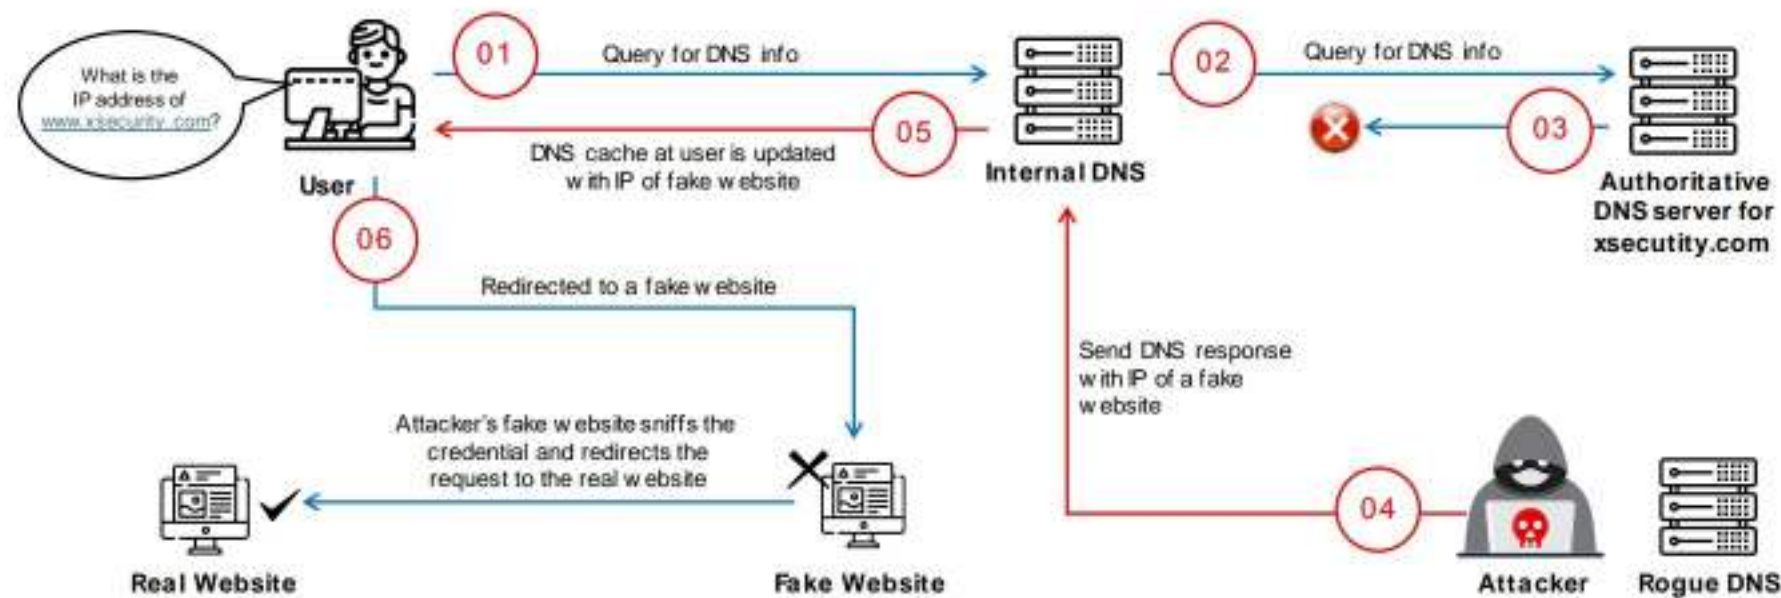 What is the
IP address of
www.xsecurity.com?
User
01
Query for DNS info
Internal DNS
02
Query for DNS info
03
Authoritative
DNS server for
xsecutity.com
05
DNS cache at user is updated
with IP of fake website
06
Redirected to a fake website
Send DNS response
with IP of a fake
website
04
Attacker
Rogue DNS
Attacker's fake website sniffs the
credential and redirects the
request to the real website
Real Website
Fake Website